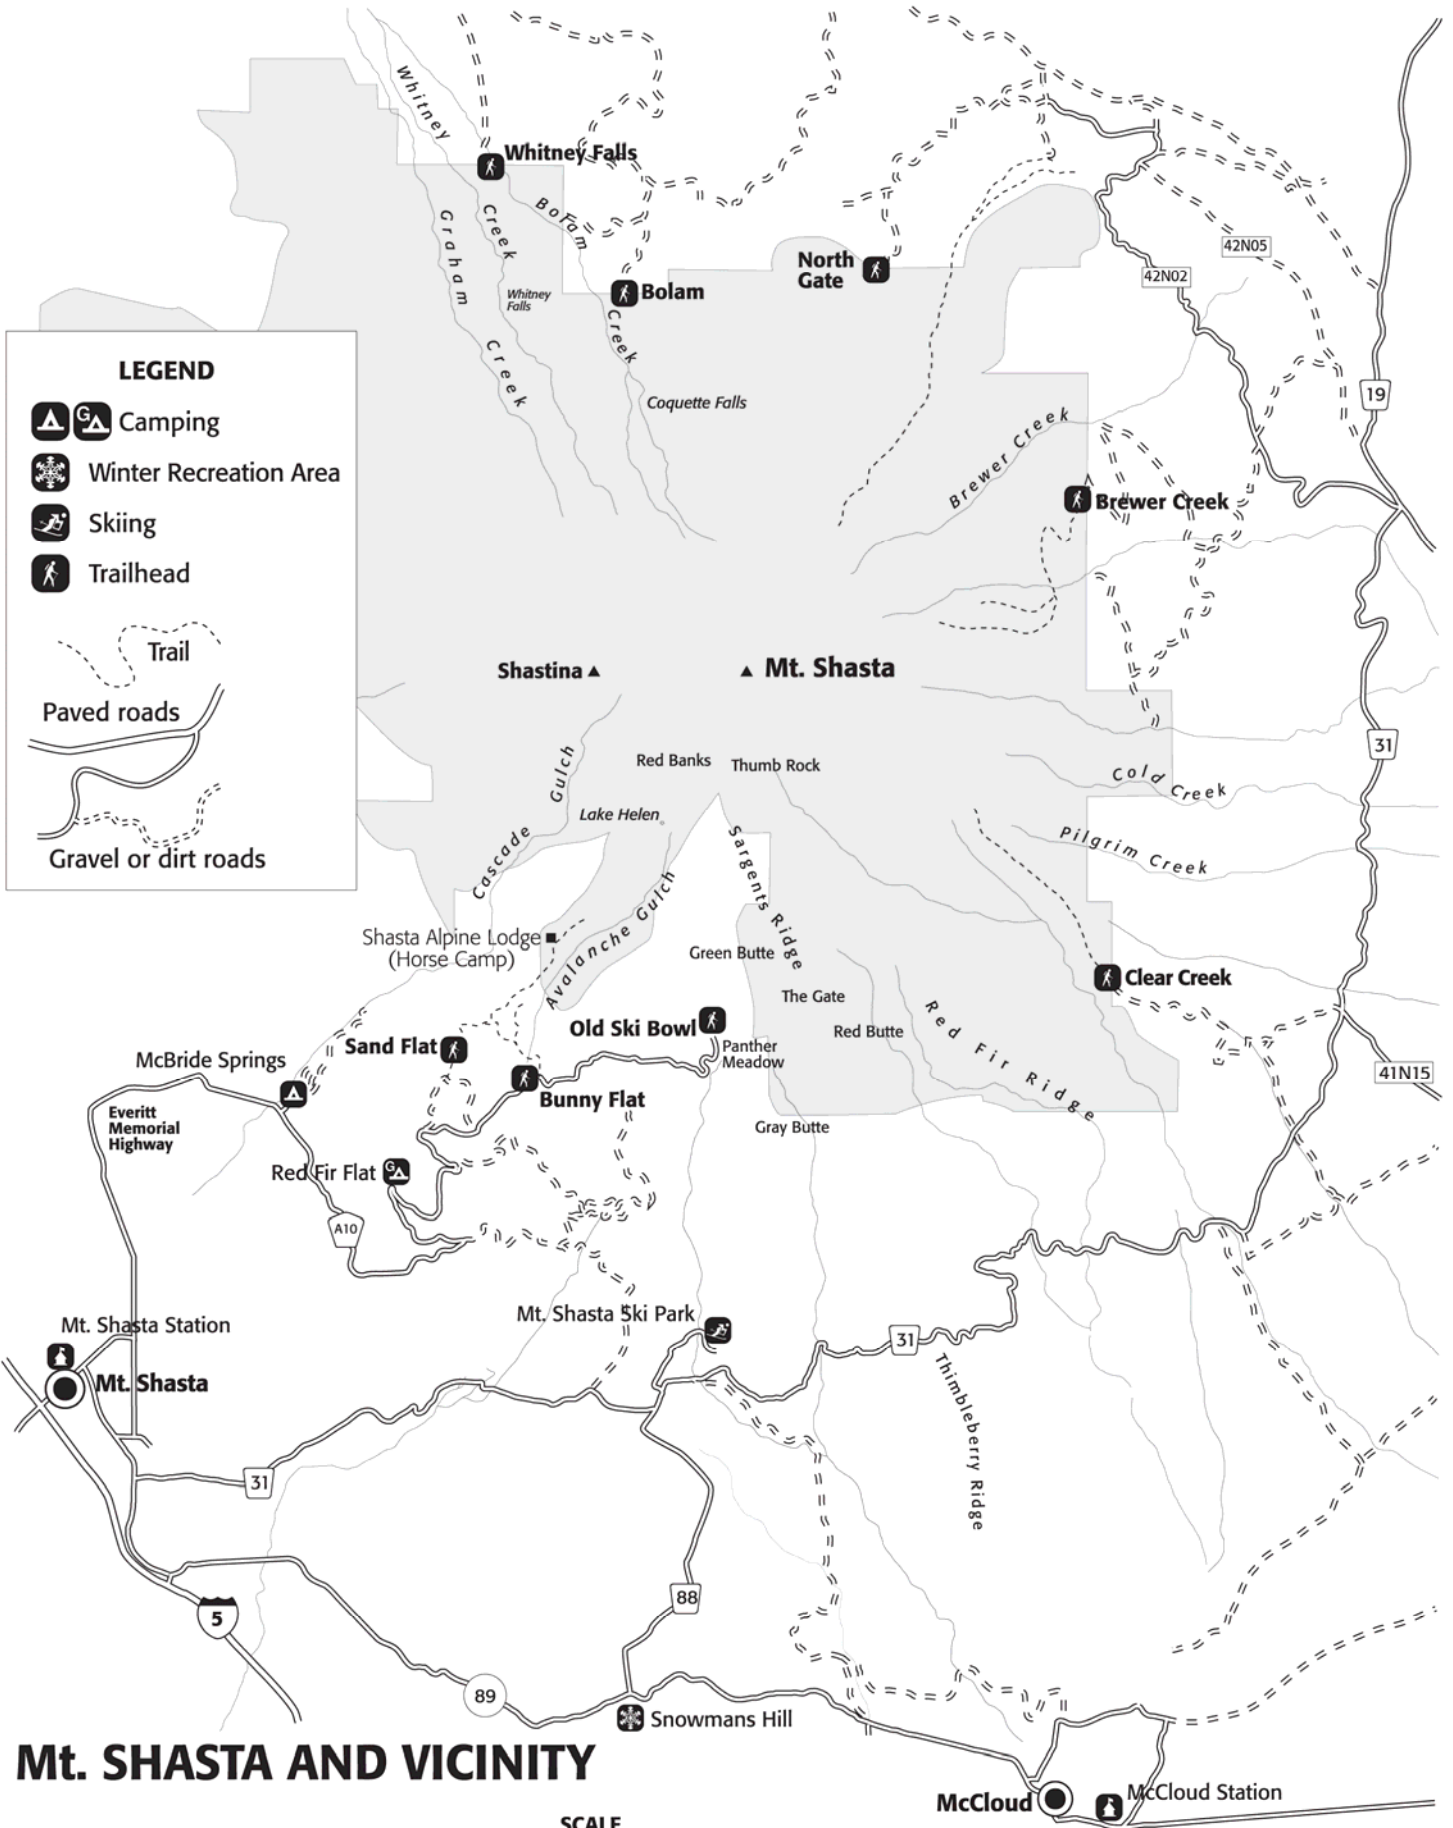 Whitney
Creek
Whitney Falls
Bolam
Creek
Graham
Creek
Whitney
Falls
Bolam
North
Gate
42N05
42N02
19
Coquette Falls
Brewer Creek
Brewer Creek
LEGEND
G
Camping
Winter Recreation Area
Skiing
Trailhead
Trail
Paved roads
Gravel or dirt roads
Shastina
Mt. Shasta
31
Red Banks
Thumb Rock
Cold Creek
Cascade Gulch
Lake Helen
Sargents Ridge
Pilgrim Creek
Avalanche Gulch
Shasta Alpine Lodge
(Horse Camp)
Green Butte
The Gate
Red Butte
Red Fir Ridge
Clear Creek
Old Ski Bowl
Panther
Meadow
Sand Flat
McBride Springs
Bunny Flat
41N15
Everitt
Memorial
Highway
Gray Butte
Red Fir Flat
G
A10
Mt. Shasta Ski Park
Mt. Shasta Station
Mt. Shasta
31
Thimbleberry Ridge
31
88
5
89
Snowmans Hill
Mt. SHASTA AND VICINITY
McCloud
McCloud Station
SCALE